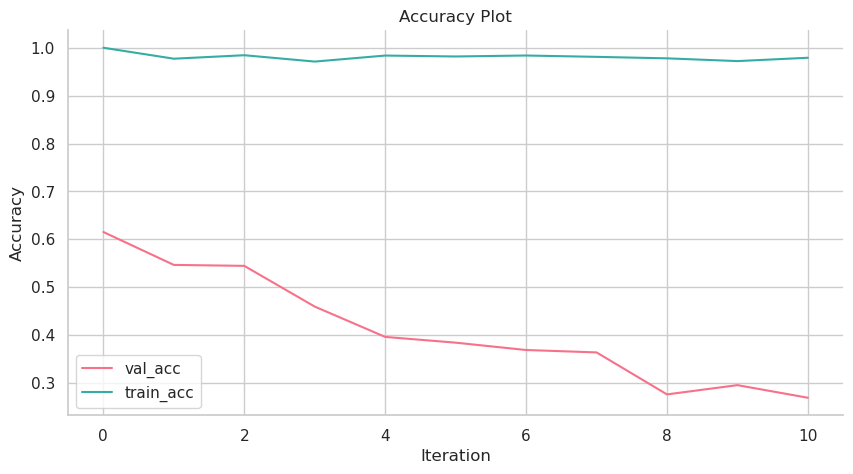 Accuracy Plot
Accuracy
1.0
0.9
0.8
0.7
0.6
0.5
0.4
0.3
val_acc
train_acc
0 2 4 6 8 10
Iteration